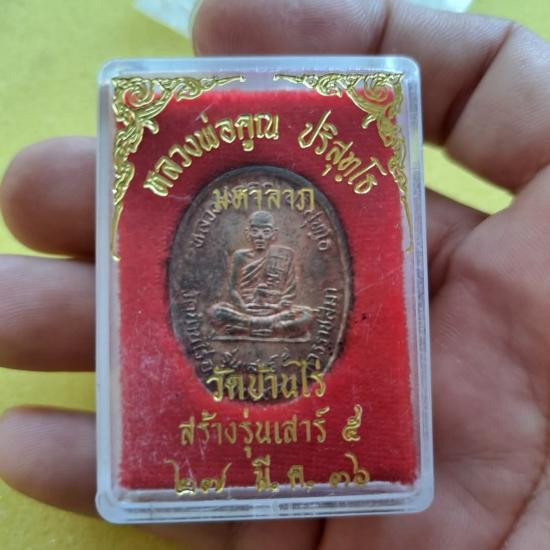 หลวงพ่อคูณ ปริสุทฺโธ
มหาลาภ
วัดบ้านไร่
สร้างรุ่นเสาร์ ๕
๒๗ มี.ค. ๓๖